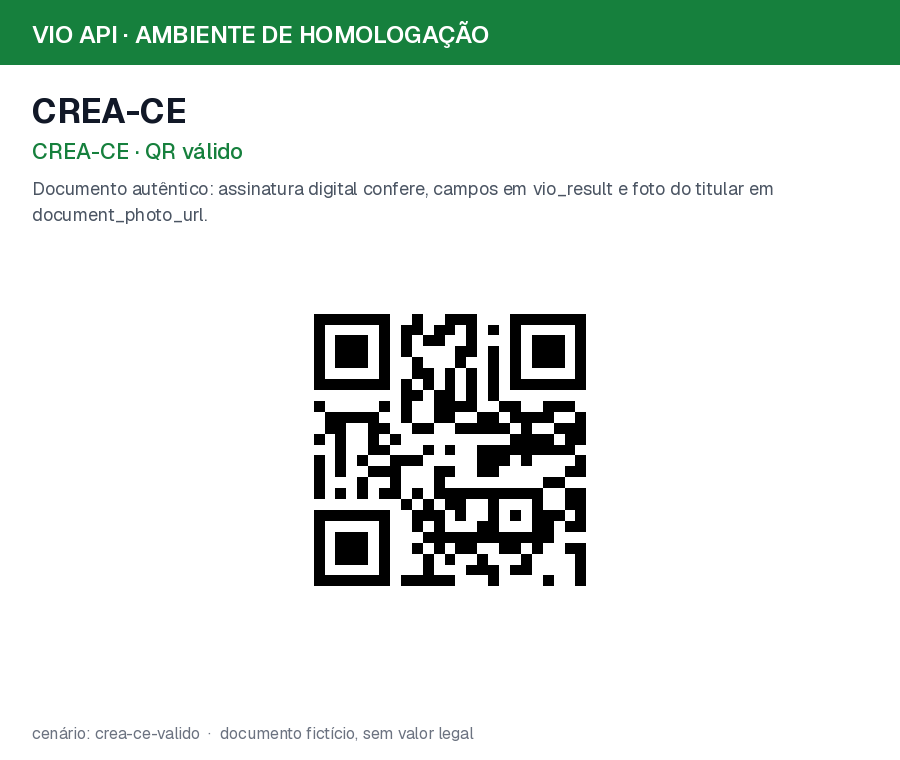 VIO API · AMBIENTE DE HOMOLOGAÇÃO
CREA-CE
CREA-CE · QR válido
Documento autêntico: assinatura digital confere, campos em vio_result e foto do titular em
document_photo_url.
cenário: crea-ce-valido · documento fictício, sem valor legal